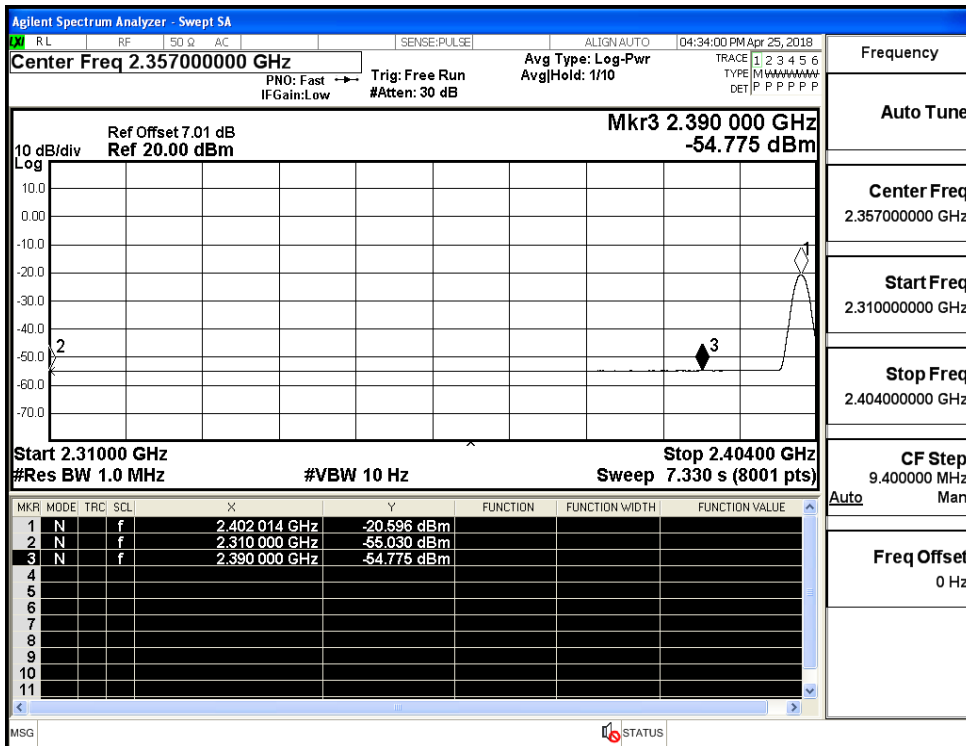 Agilent Spectrum Analyzer - Swept SA
LXI RL RF 50 Ω AC SENSE:PULSE ALIGN AUTO 04:34:00 PM Apr 25, 2018
Center Freq 2.357000000 GHz
PNO: Fast
IFGain:Low
Trig: Free Run
#Atten: 30 dB
Avg Type: Log-Pwr
Avg|Hold: 1/10
TRACE 1 2 3 4 5 6
TYPE M W W W W W
DET P P P P P P
Ref Offset 7.01 dB
10 dB/div Ref 20.00 dBm
Log
Mkr3 2.390 000 GHz
-54.775 dBm
10.0
0.00
-10.0
-20.0
-30.0
-40.0
-50.0
-60.0
-70.0
1
2
3
Start 2.31000 GHz Stop 2.40400 GHz
#Res BW 1.0 MHz #VBW 10 Hz Sweep 7.330 s (8001 pts)
MKR MODE TRC SCL X Y FUNCTION FUNCTION WIDTH FUNCTION VALUE
1 N f 2.402 014 GHz -20.596 dBm
2 N f 2.310 000 GHz -55.030 dBm
3 N f 2.390 000 GHz -54.775 dBm
4
5
6
7
8
9
10
11
MSG STATUS
Frequency
Auto Tune
Center Freq
2.357000000 GHz
Start Freq
2.310000000 GHz
Stop Freq
2.404000000 GHz
CF Step
9.400000 MHz
Auto Man
Freq Offset
0 Hz